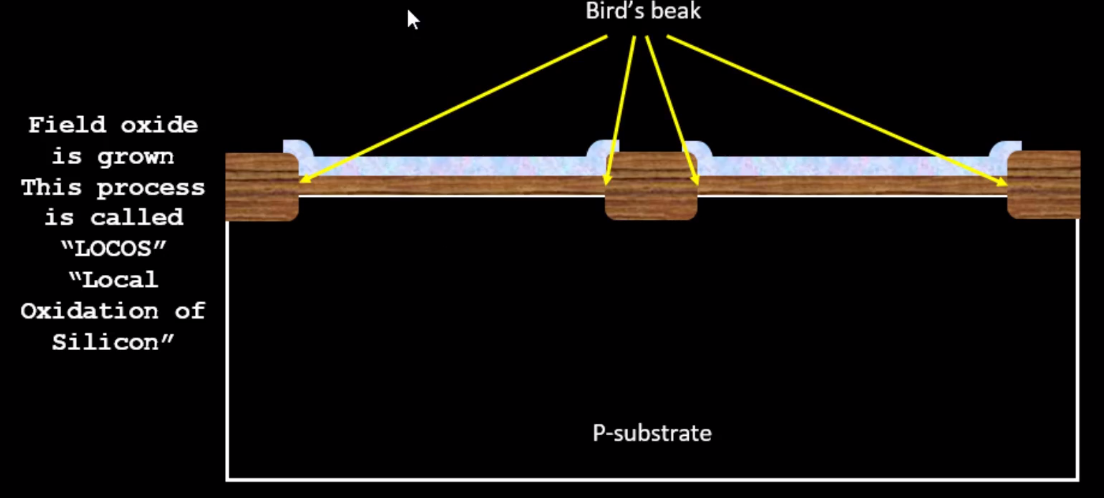 Bird’s beak
Field oxide
is grown
This process
is called
“LOCOS”
“Local
Oxidation of
Silicon”
P-substrate